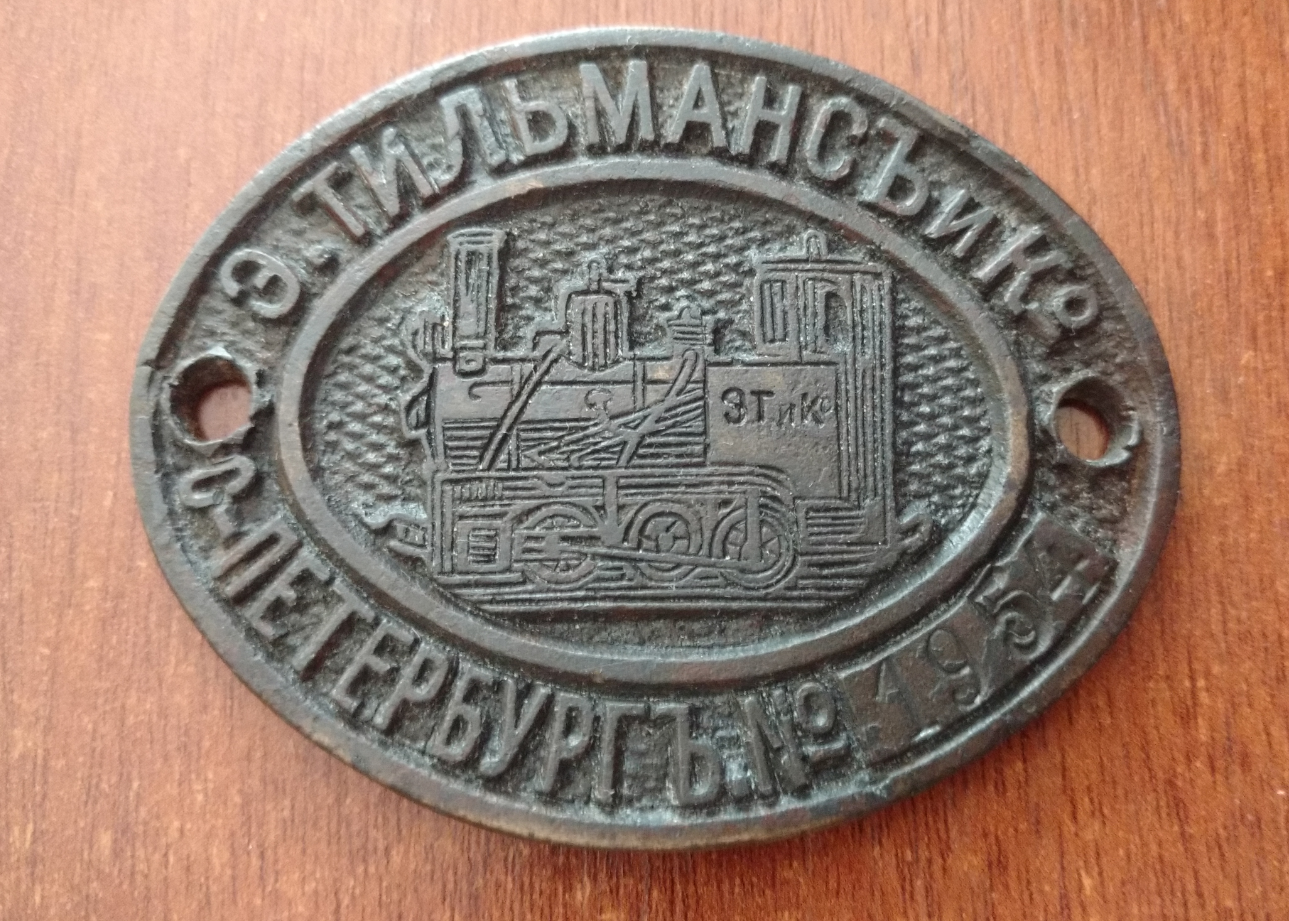 Э. ТИЛЬМАНСЪ и Ко
ЭТ и Ко
С-ПЕТЕРБУРГЪ. № 1954